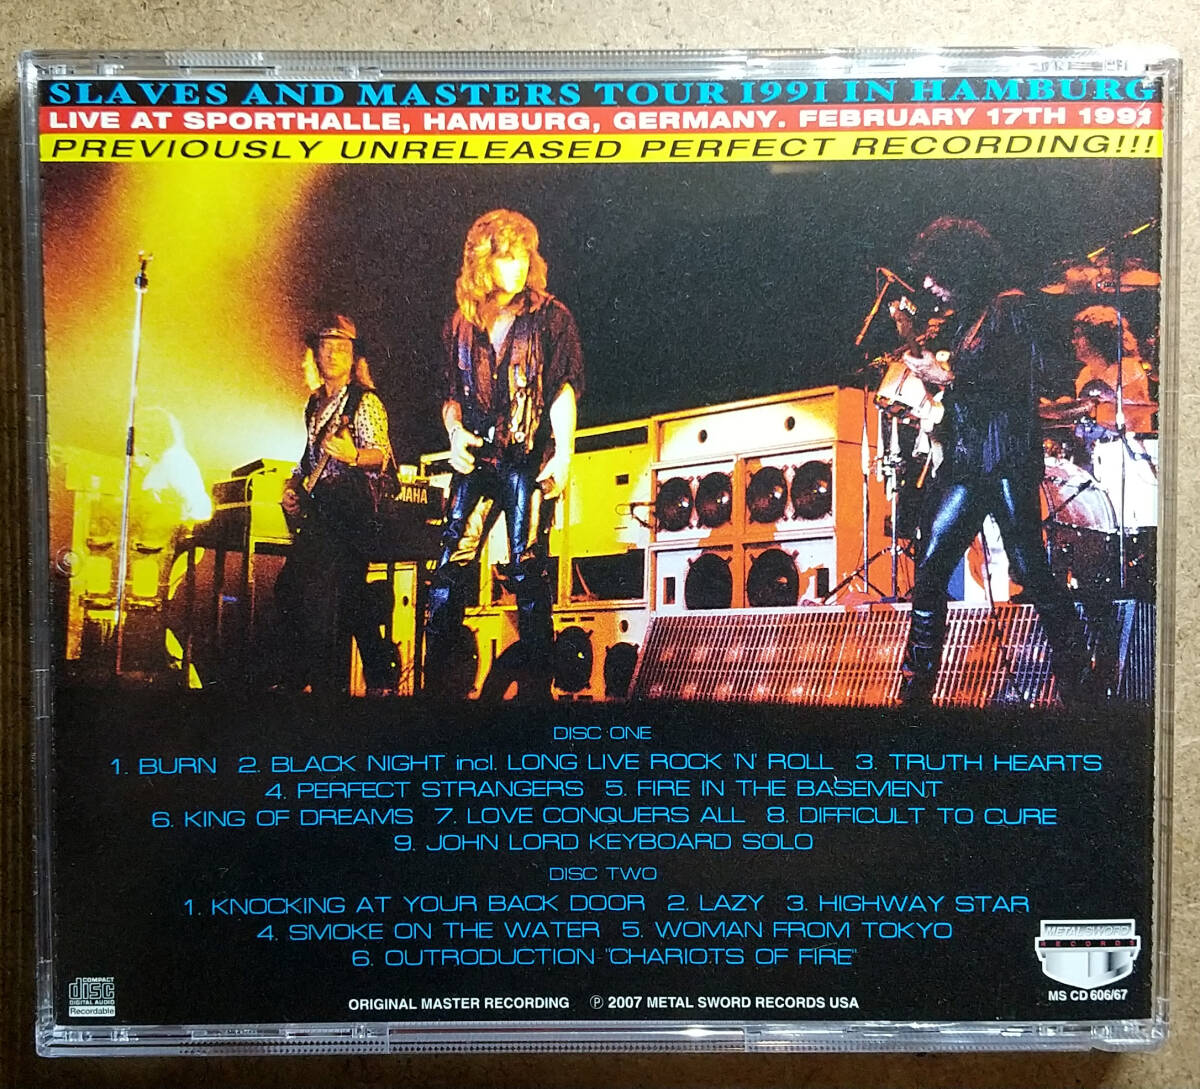 SLAVES AND MASTERS TOUR 1991 IN HAMBURG
LIVE AT SPORTHALLE, HAMBURG, GERMANY. FEBRUARY 17TH 1991
PREVIOUSLY UNRELEASED PERFECT RECORDING!!!
MAHA
DISC ONE
1. BURN 2. BLACK NIGHT incl. LONG LIVE ROCK 'N' ROLL 3. TRUTH HEARTS
4. PERFECT STRANGERS 5. FIRE IN THE BASEMENT
6. KING OF DREAMS 7. LOVE CONQUERS ALL 8. DIFFICULT TO CURE
9. JOHN LORD KEYBOARD SOLO
DISC TWO
1. KNOCKING AT YOUR BACK DOOR 2. LAZY 3. HIGHWAY STAR
4. SMOKE ON THE WATER 5. WOMAN FROM TOKYO
6. OUTRODUCTION "CHARIOTS OF FIRE"
METAL SWORD
RECORDS
MS CD 606/67
COMPACT
disc
DIGITAL AUDIO
Recordable
ORIGINAL MASTER RECORDING ℗ 2007 METAL SWORD RECORDS USA